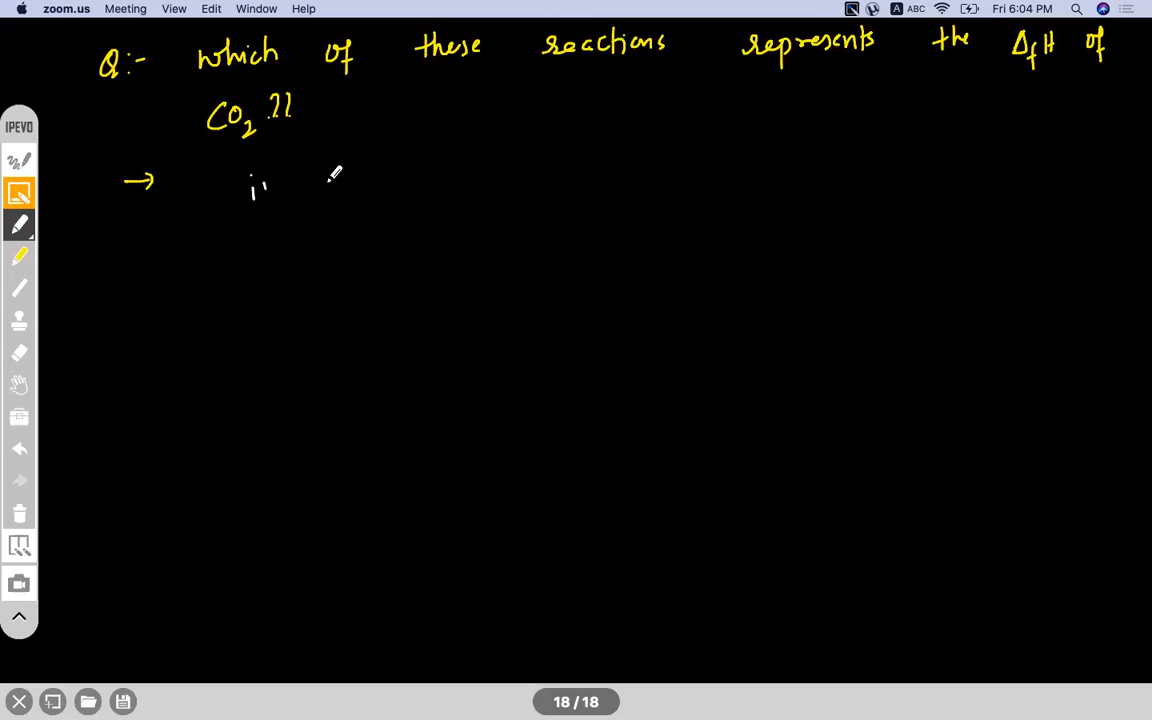 zoom.us Meeting View Edit Window Help A ABC Fri 6:04 PM
Q:- which of these reactions represents the ΔfH of
CO2 ??
IPEVO
→ i'
18/18